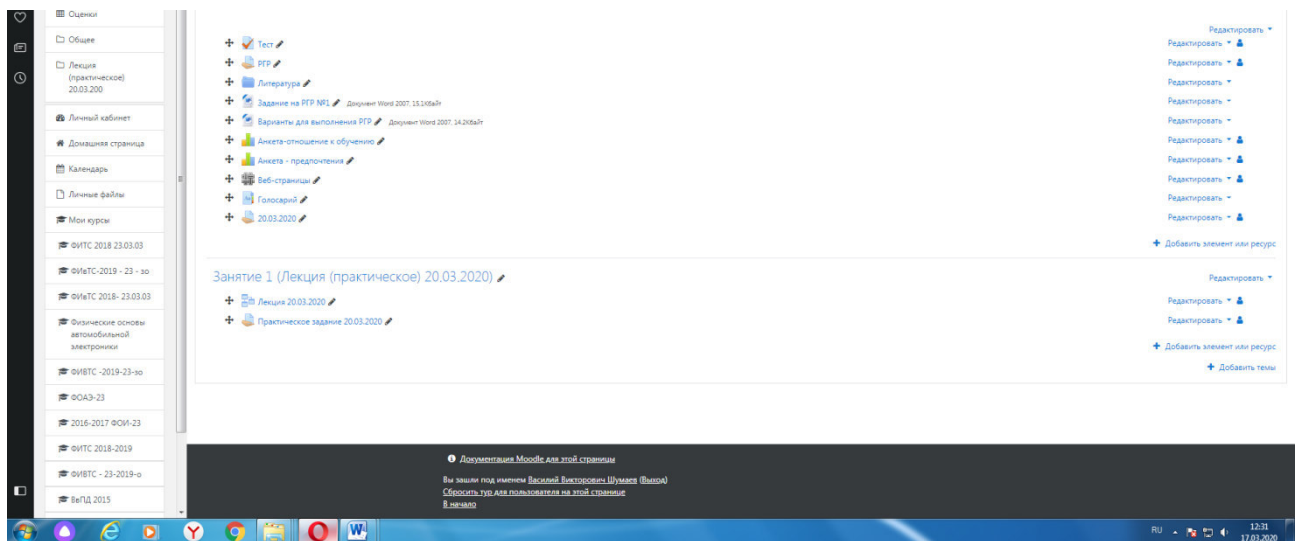 Оценки
Общее
Лекция
(практическое)
20.03.200
Личный кабинет
Домашняя страница
Календарь
Личные файлы
Мои курсы
ФИТС 2018 23.03.03
ФИвТС-2019 - 23 - зо
ФИвТС 2018- 23.03.03
Физические основы
автомобильной
электроники
ФИВТС -2019-23-зо
ФОАЭ-23
2016-2017 ФОИ-23
ФИТС 2018-2019
ФИВТС - 23-2019-о
ВвПД 2015
Редактировать
Тест Редактировать
РГР Редактировать
Литература Редактировать
Задание на РГР №1 Документ Word 2007, 15.1Кбайт Редактировать
Варианты для выполнения РГР Документ Word 2007, 14.2Кбайт Редактировать
Анкета-отношение к обучению Редактировать
Анкета - предпочтения Редактировать
Веб-страницы Редактировать
Голосарий Редактировать
20.03.2020 Редактировать
Добавить элемент или ресурс
Занятие 1 (Лекция (практическое) 20.03.2020) Редактировать
Лекция 20.03.2020 Редактировать
Практическое задание 20.03.2020 Редактировать
Добавить элемент или ресурс
Добавить темы
Документация Moodle для этой страницы
Вы зашли под именем Василий Викторович Шумаев (Выход)
Сбросить тур для пользователя на этой странице
В начало
RU 12:31
17.03.2020